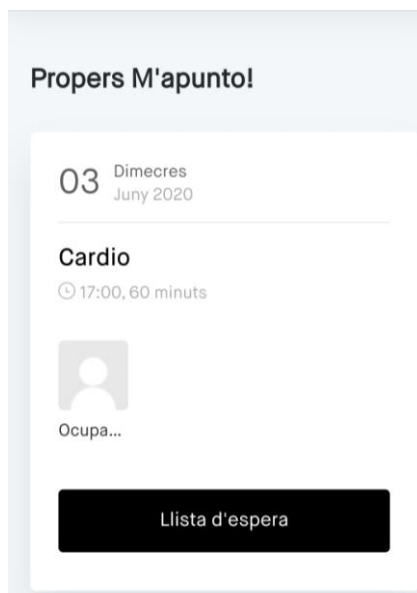 Propers M'apunto!
03
Dimecres
Juny 2020
Cardio
17:00, 60 minuts
Ocupa...
Llista d'espera